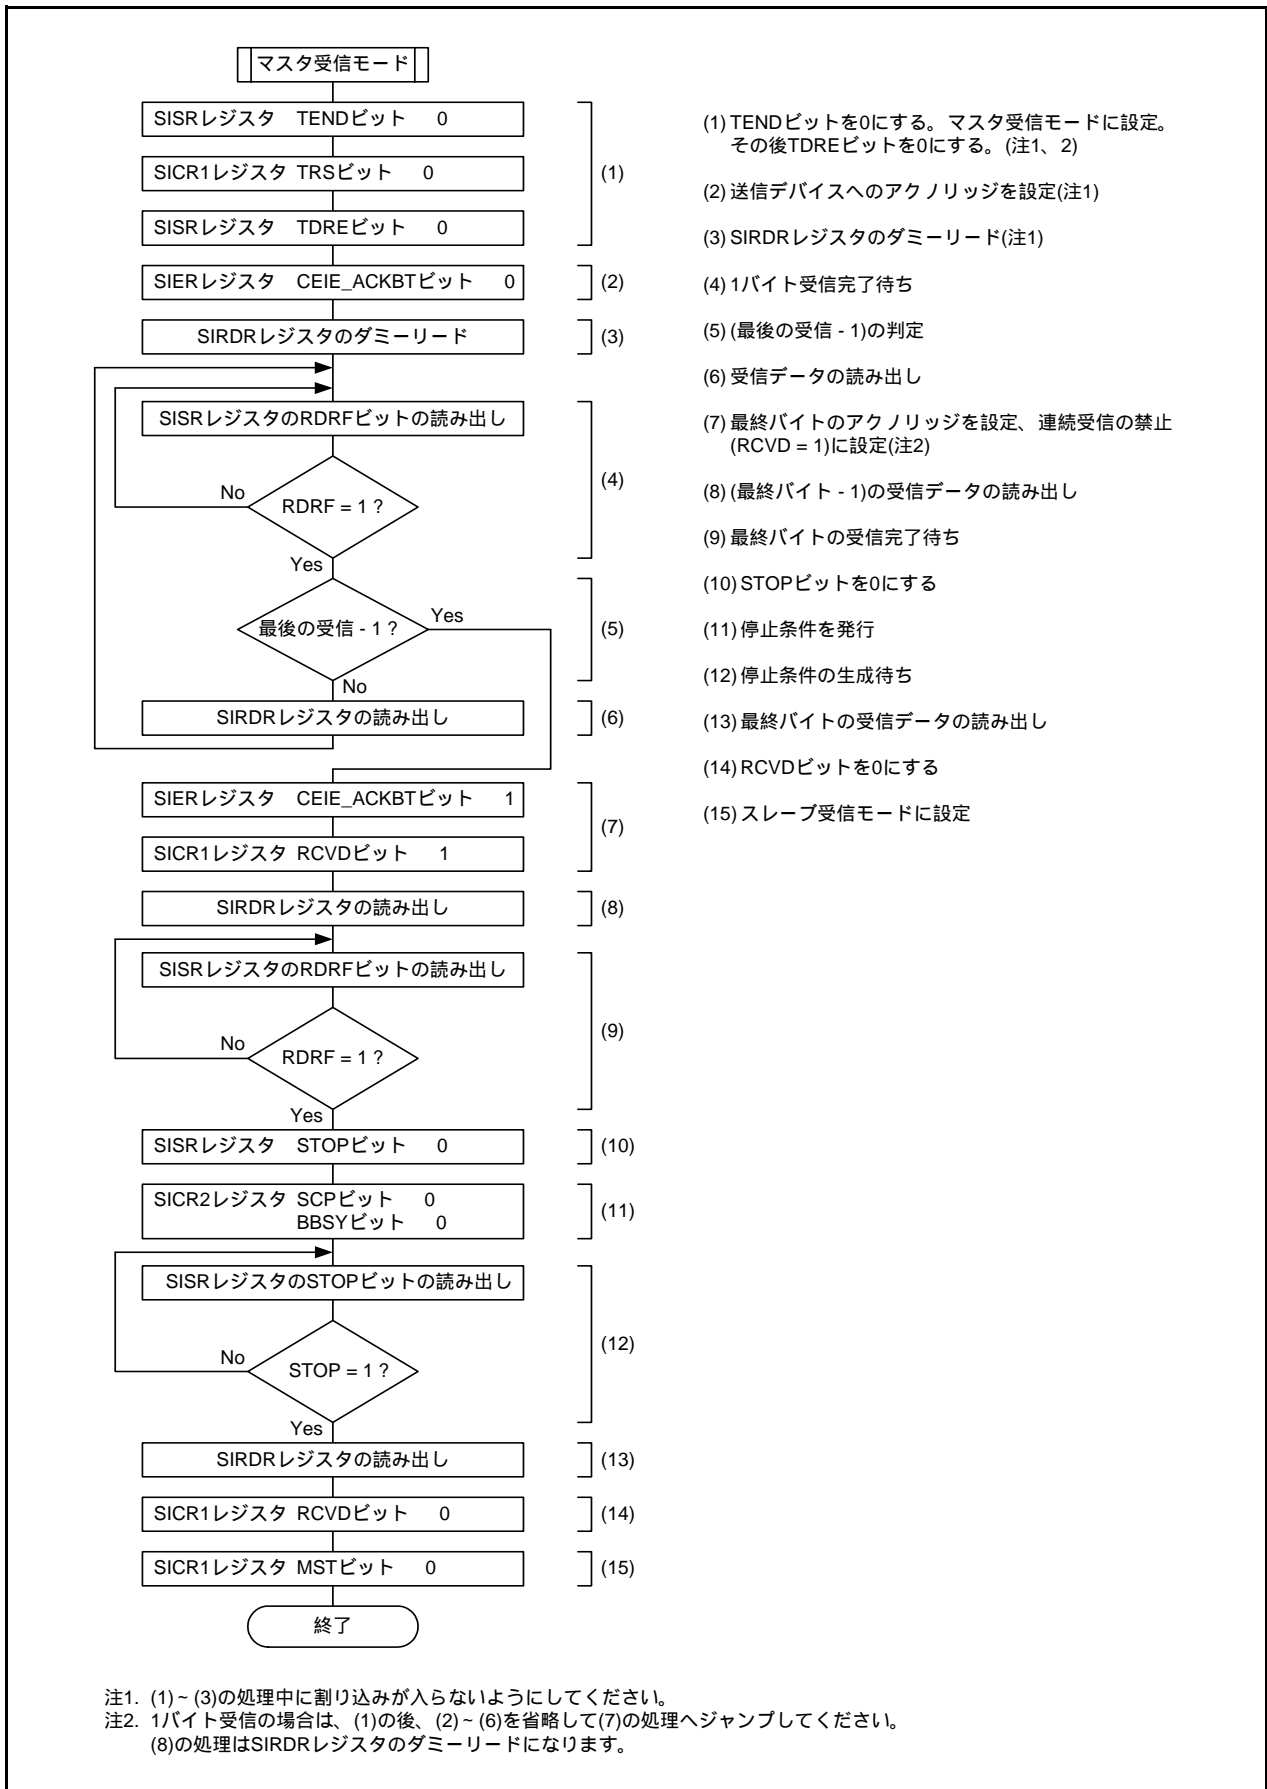 マスタ受信モード
SISRレジスタ TENDビット 0
SICR1レジスタ TRSビット 0
SISRレジスタ TDREビット 0
(1)
SIERレジスタ CEIE_ACKBTビット 0
(2)
SIRDRレジスタのダミーリード
(3)
SISRレジスタのRDRFビットの読み出し
RDRF = 1 ?
No
Yes
(4)
最後の受信 - 1 ?
Yes
No
(5)
SIRDRレジスタの読み出し
(6)
SIERレジスタ CEIE_ACKBTビット 1
SICR1レジスタ RCVDビット 1
(7)
SIRDRレジスタの読み出し
(8)
SISRレジスタのRDRFビットの読み出し
RDRF = 1 ?
No
Yes
(9)
SISRレジスタ STOPビット 0
(10)
SICR2レジスタ SCPビット 0
BBSYビット 0
(11)
SISRレジスタのSTOPビットの読み出し
STOP = 1 ?
No
Yes
(12)
SIRDRレジスタの読み出し
(13)
SICR1レジスタ RCVDビット 0
(14)
SICR1レジスタ MSTビット 0
(15)
終了
(1) TENDビットを0にする。マスタ受信モードに設定。
その後TDREビットを0にする。(注1、2)
(2) 送信デバイスへのアクノリッジを設定(注1)
(3) SIRDRレジスタのダミーリード(注1)
(4) 1バイト受信完了待ち
(5) (最後の受信 - 1)の判定
(6) 受信データの読み出し
(7) 最終バイトのアクノリッジを設定、連続受信の禁止
(RCVD = 1)に設定(注2)
(8) (最終バイト - 1)の受信データの読み出し
(9) 最終バイトの受信完了待ち
(10) STOPビットを0にする
(11) 停止条件を発行
(12) 停止条件の生成待ち
(13) 最終バイトの受信データの読み出し
(14) RCVDビットを0にする
(15) スレーブ受信モードに設定
注1. (1) ~ (3)の処理中に割り込みが入らないようにしてください。
注2. 1バイト受信の場合は、(1)の後、(2) ~ (6)を省略して(7)の処理へジャンプしてください。
(8)の処理はSIRDRレジスタのダミーリードになります。